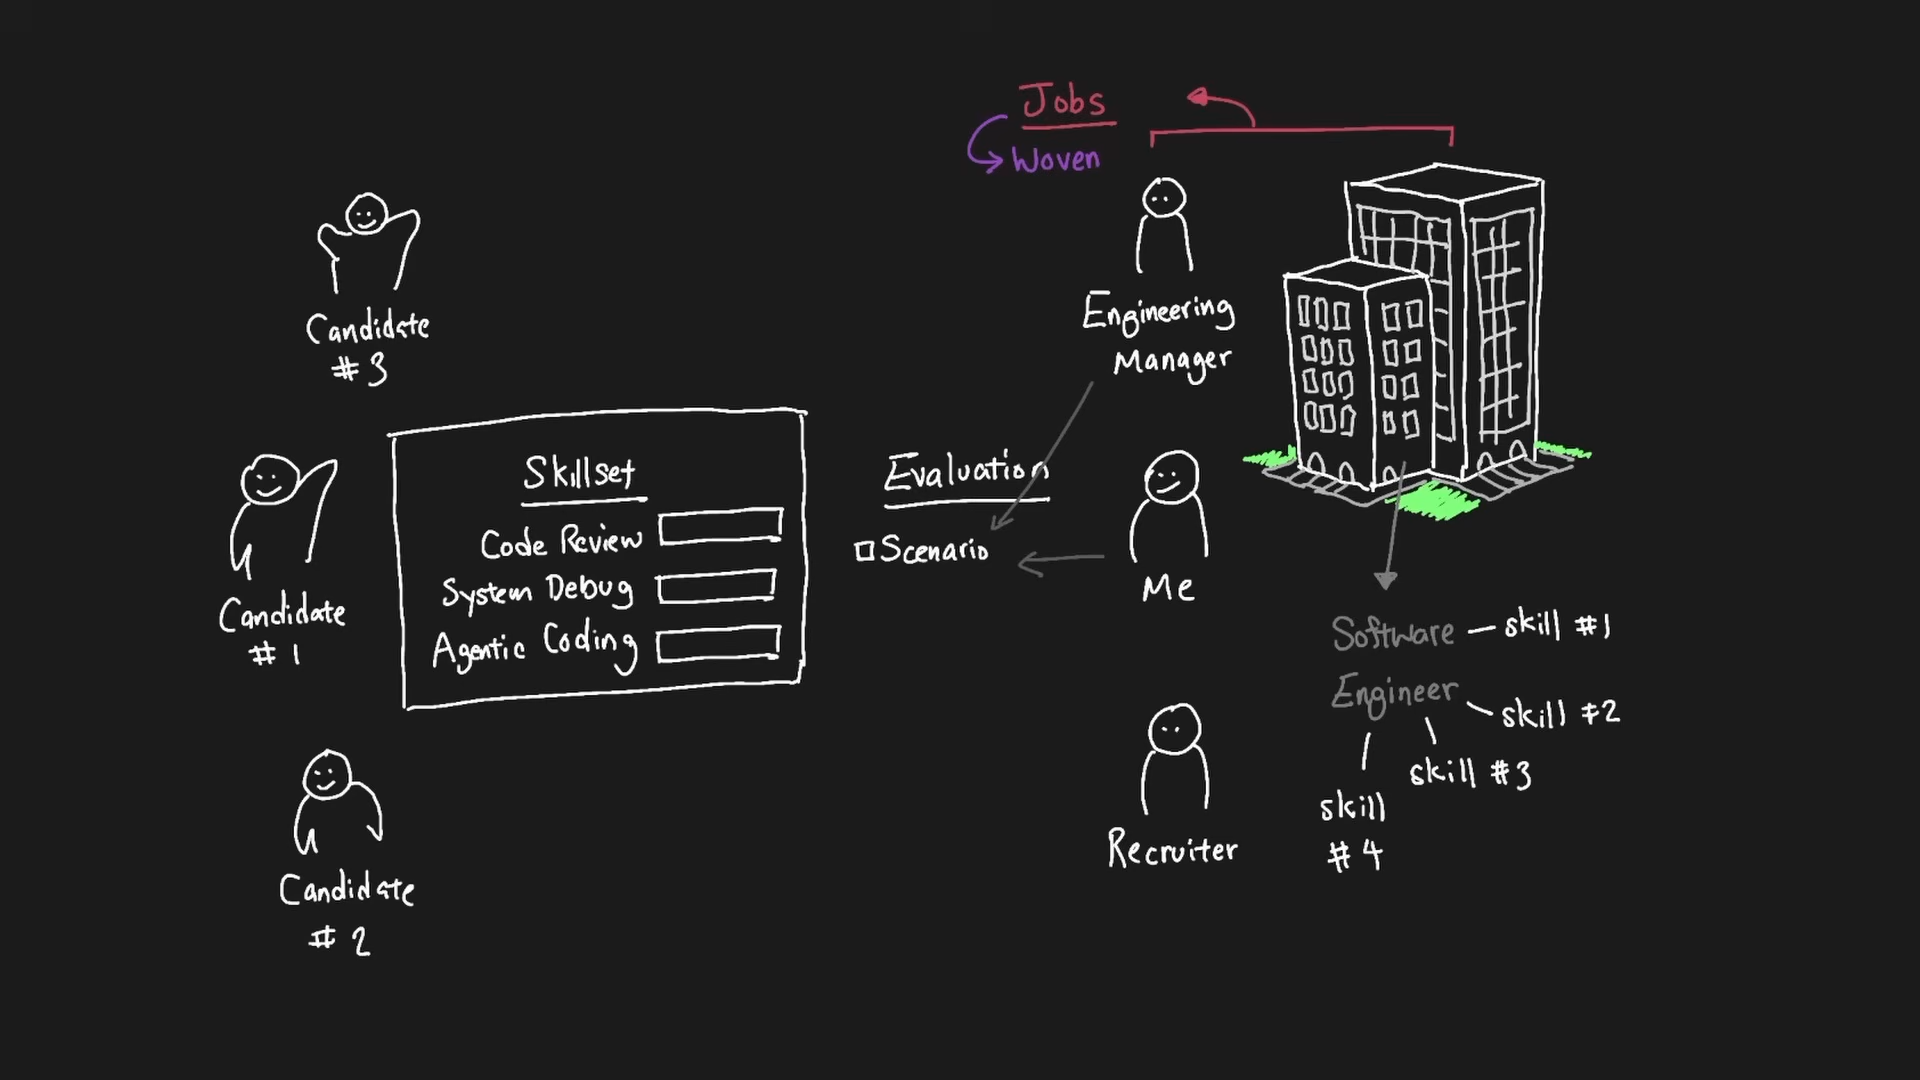 Jobs
Woven
Candidate
#3
Engineering
Manager
Skillset
Code Review
System Debug
Agentic Coding
Evaluation
Scenario
Candidate
#1
Me
Software
Engineer
skill #1
skill #2
skill #3
skill
#4
Recruiter
Candidate
#2